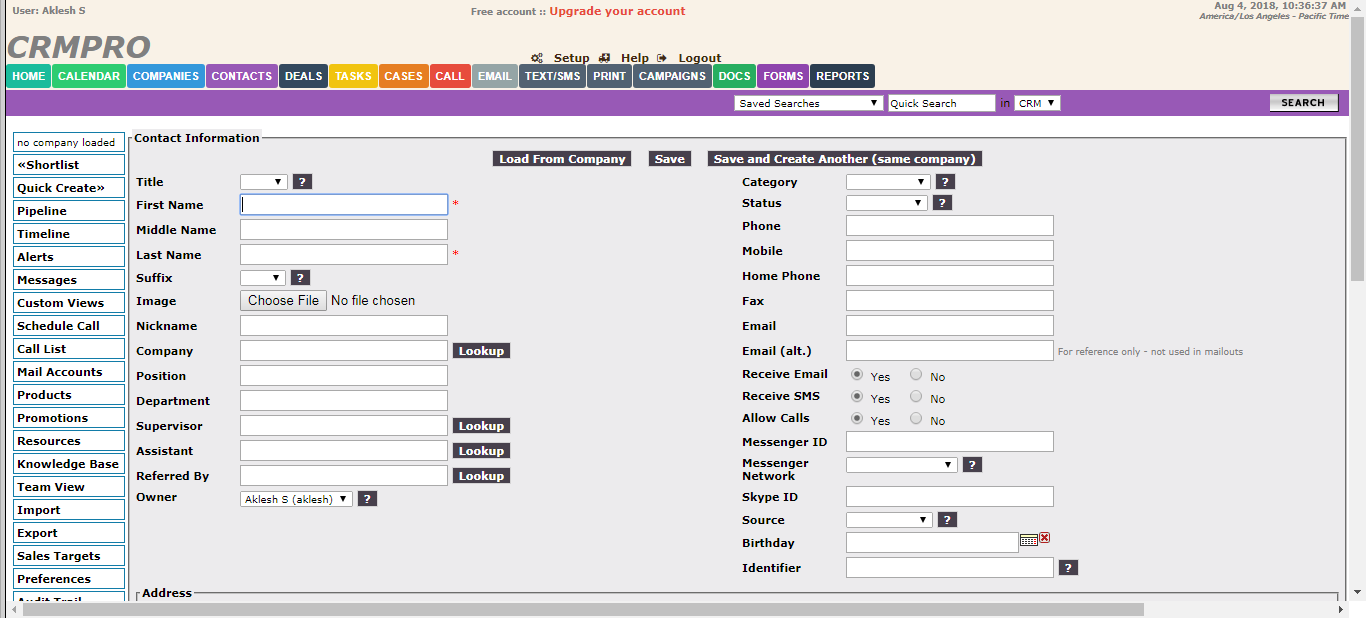 User: Aklesh S
Free account :: Upgrade your account
Aug 4, 2018, 10:36:37 AM
America/Los Angeles - Pacific Time
CRMPRO
Setup Help Logout
HOME CALENDAR COMPANIES CONTACTS DEALS TASKS CASES CALL EMAIL TEXT/SMS PRINT CAMPAIGNS DOCS FORMS REPORTS
Saved Searches Quick Search in CRM SEARCH
no company loaded
«Shortlist
Quick Create»
Pipeline
Timeline
Alerts
Messages
Custom Views
Schedule Call
Call List
Mail Accounts
Products
Promotions
Resources
Knowledge Base
Team View
Import
Export
Sales Targets
Preferences
Audit Trail
Contact Information
Load From Company Save Save and Create Another (same company)
Title ?
First Name *
Middle Name
Last Name *
Suffix ?
Image Choose File No file chosen
Nickname
Company Lookup
Position
Department
Supervisor Lookup
Assistant Lookup
Referred By Lookup
Owner Aklesh S (aklesh) ?
Category ?
Status ?
Phone
Mobile
Home Phone
Fax
Email
Email (alt.) For reference only - not used in mailouts
Receive Email Yes No
Receive SMS Yes No
Allow Calls Yes No
Messenger ID
Messenger
Network ?
Skype ID
Source ?
Birthday
Identifier ?
Address